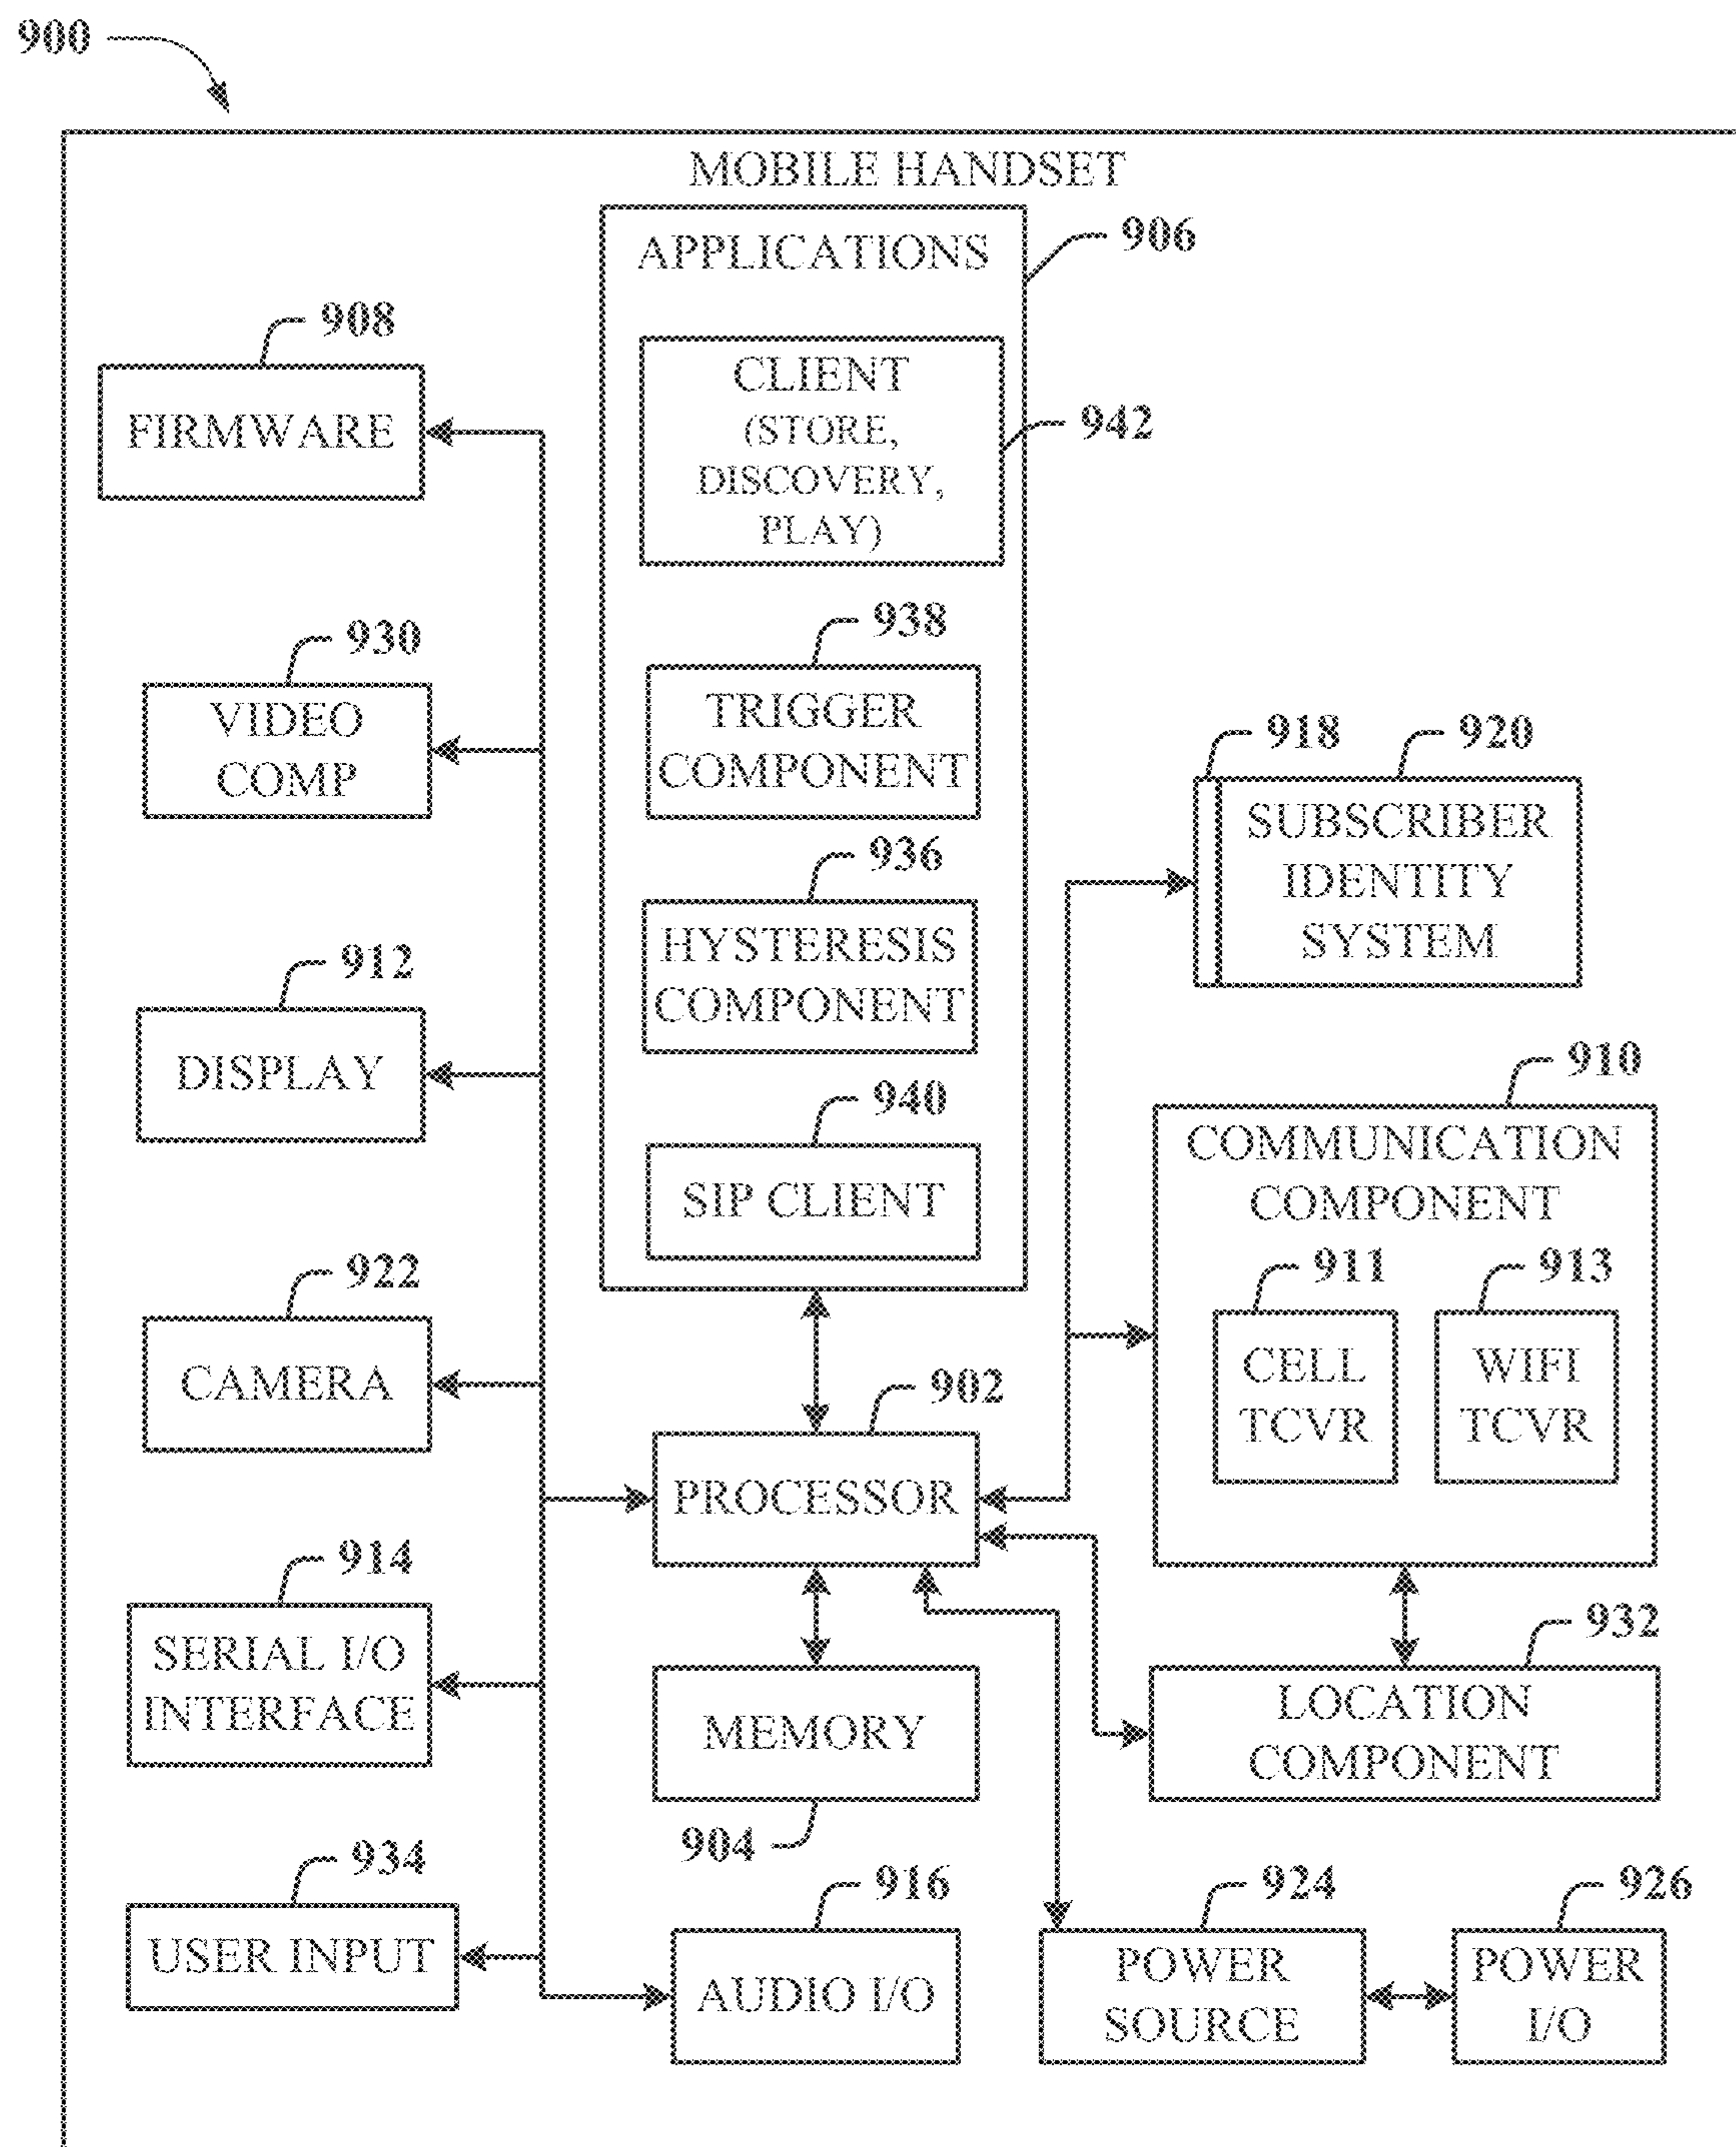 900
MOBILE HANDSET
APPLICATIONS
906
CLIENT
(STORE,
DISCOVERY,
PLAY)
942
938
TRIGGER
COMPONENT
936
HYSTERESIS
COMPONENT
940
SIP CLIENT
908
FIRMWARE
930
VIDEO
COMP
912
DISPLAY
922
CAMERA
914
SERIAL I/O
INTERFACE
934
USER INPUT
902
PROCESSOR
MEMORY
904
916
AUDIO I/O
918
920
SUBSCRIBER
IDENTITY
SYSTEM
910
COMMUNICATION
COMPONENT
911
CELL
TCVR
913
WIFI
TCVR
932
LOCATION
COMPONENT
924
POWER
SOURCE
926
POWER
I/O